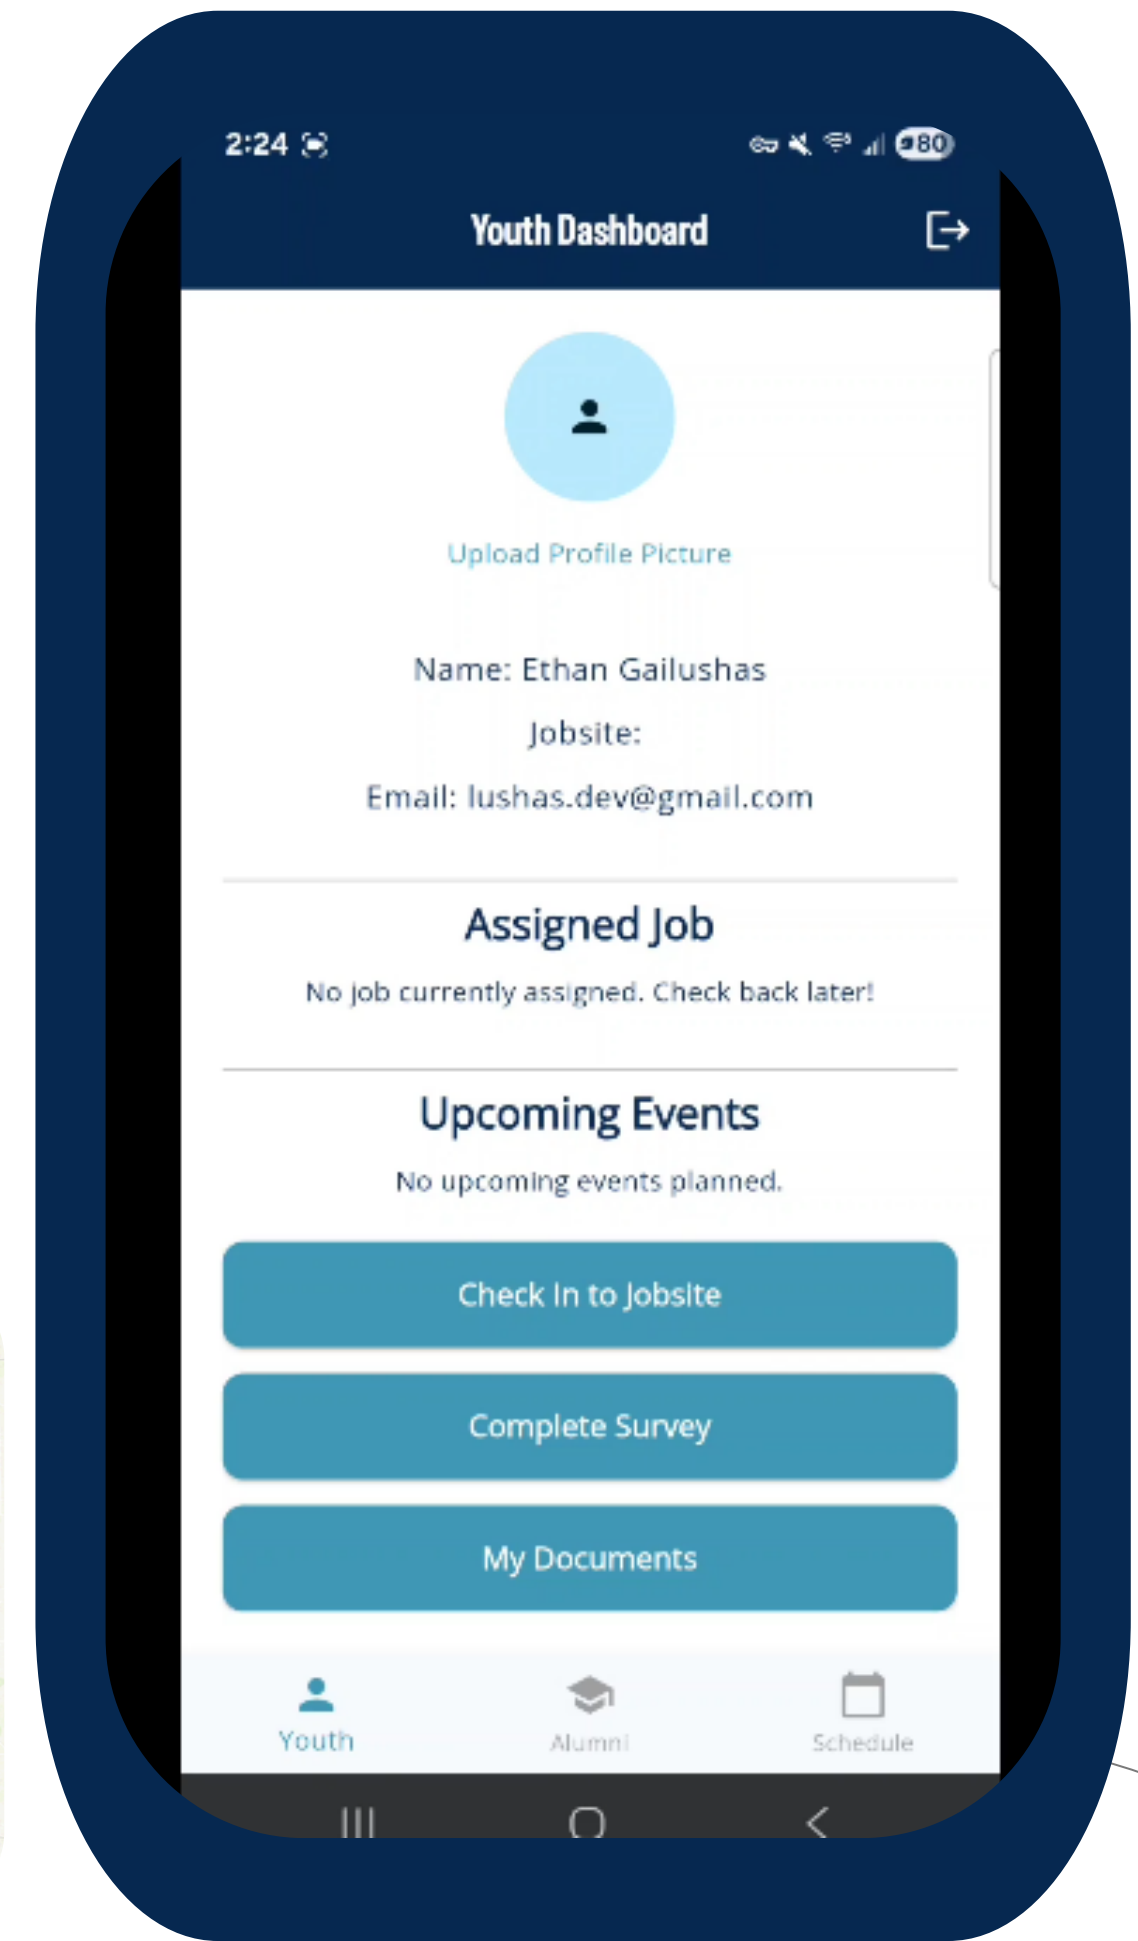 2:24
80
Youth Dashboard
Upload Profile Picture
Name: Ethan Gailushas
Jobsite:
Email: lushas.dev@gmail.com
Assigned Job
No job currently assigned. Check back later!
Upcoming Events
No upcoming events planned.
Check In to Jobsite
Complete Survey
My Documents
Youth
Alumni
Schedule